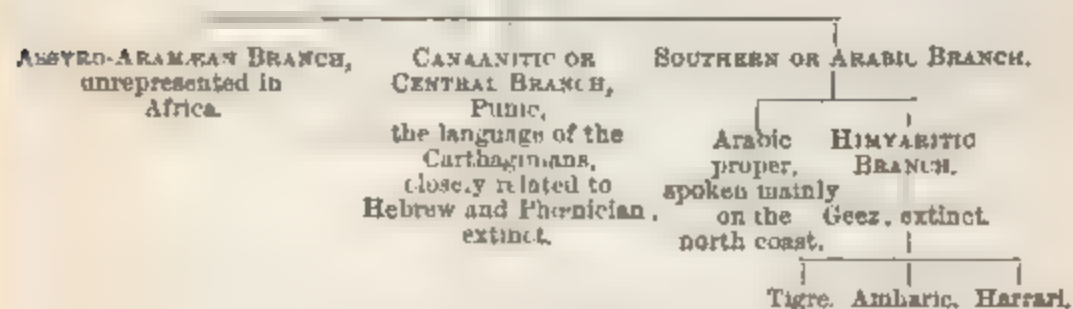 ASSYRO-ARAMÆAN BRANCH,
unrepresented in
Africa.
CANAANITIC OR
CENTRAL BRANCH,
Punic,
the language of the
Carthaginians,
closely related to
Hebrew and Phœnician,
extinct.
SOUTHERN OR ARABIC BRANCH.
Arabic
proper,
spoken mainly
on the
north coast.
HIMYARITIC
BRANCH.
Geez, extinct.
Tigre. Amharic. Harrari.